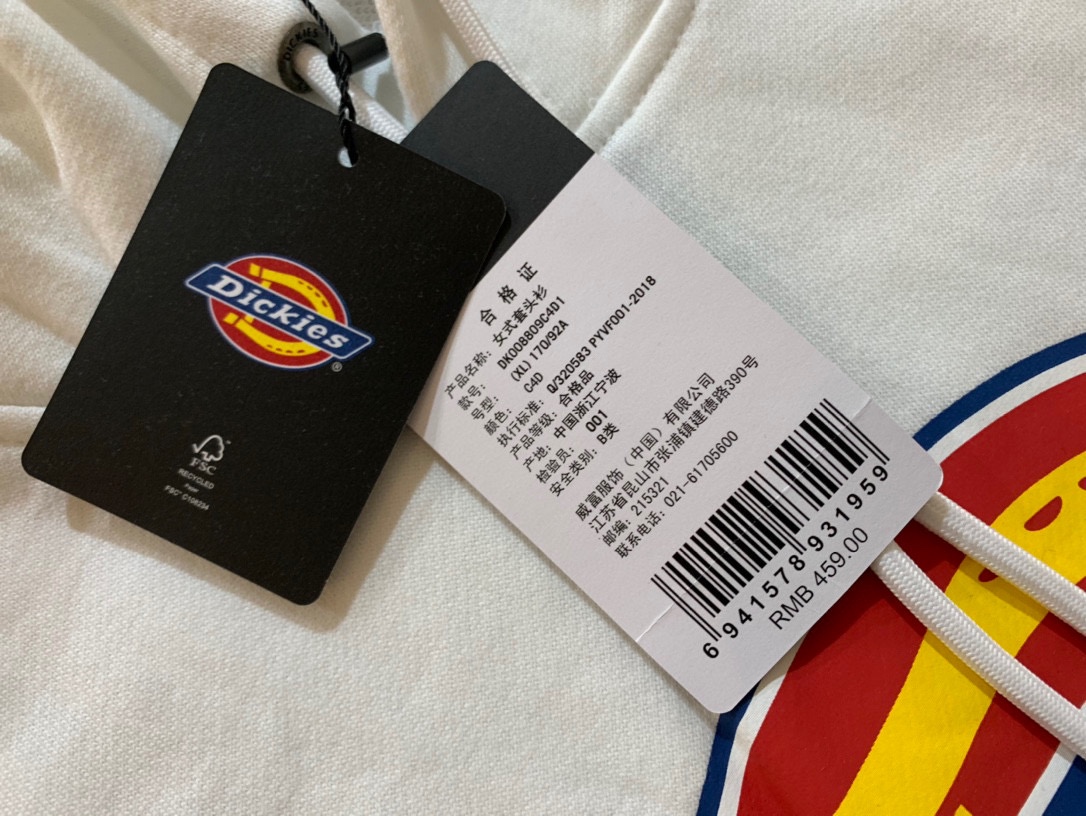 DICKIES
Dickies
®
FSC
RECYCLED
Paper
FSC® C108234
合格证
产品名称: 女式套头衫
款号: DK008809C4D1
号型: (XL) 170/92A
颜色: C4D
执行标准: Q/320583 PYVF001-2018
产品等级: 合格品
产地: 中国浙江宁波
检验员: 001
安全类别: B类
威富服饰（中国）有限公司
江苏省昆山市张浦镇建德路390号
邮编: 215321
联系电话: 021-61705600
6 941578 931959
RMB 459.00